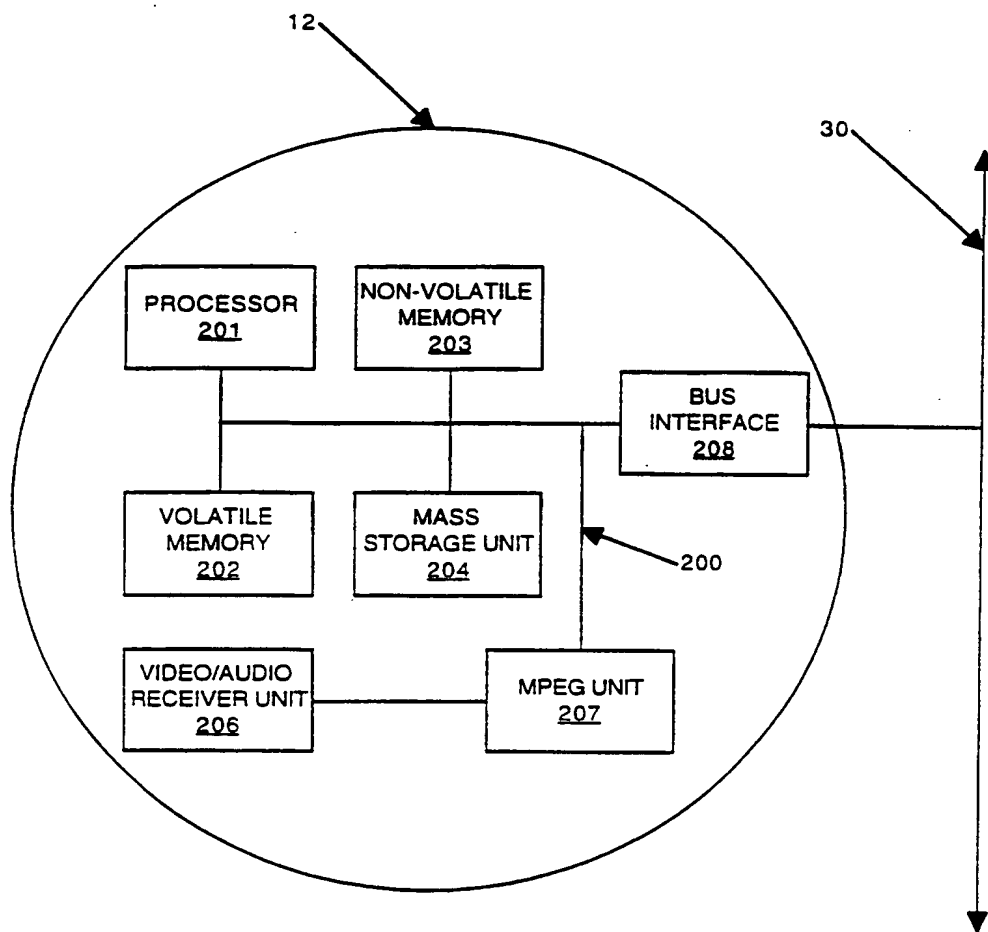 12
30
PROCESSOR
201
NON-VOLATILE
MEMORY
203
BUS
INTERFACE
208
VOLATILE
MEMORY
202
MASS
STORAGE UNIT
204
200
VIDEO/AUDIO
RECEIVER UNIT
206
MPEG UNIT
207